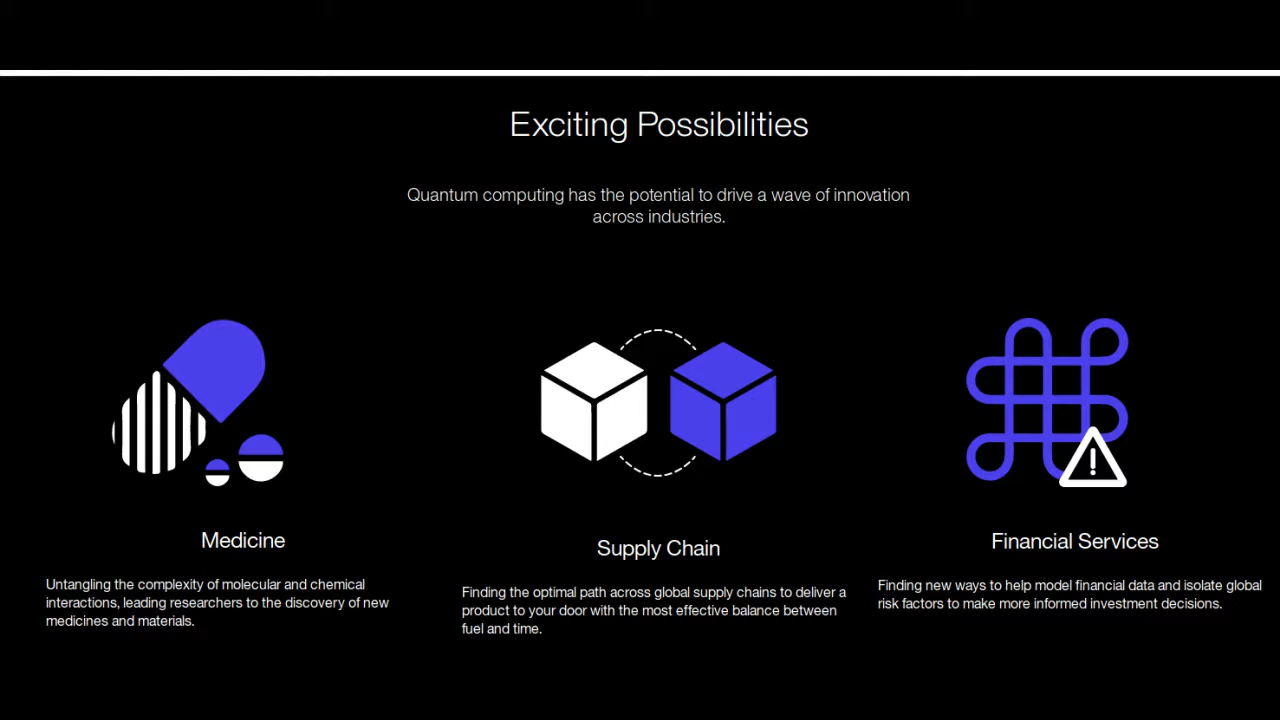 Exciting Possibilities
Quantum computing has the potential to drive a wave of innovation
across industries.
Medicine
Untangling the complexity of molecular and chemical
interactions, leading researchers to the discovery of new
medicines and materials.
Supply Chain
Finding the optimal path across global supply chains to deliver a
product to your door with the most effective balance between
fuel and time.
Financial Services
Finding new ways to help model financial data and isolate global
risk factors to make more informed investment decisions.